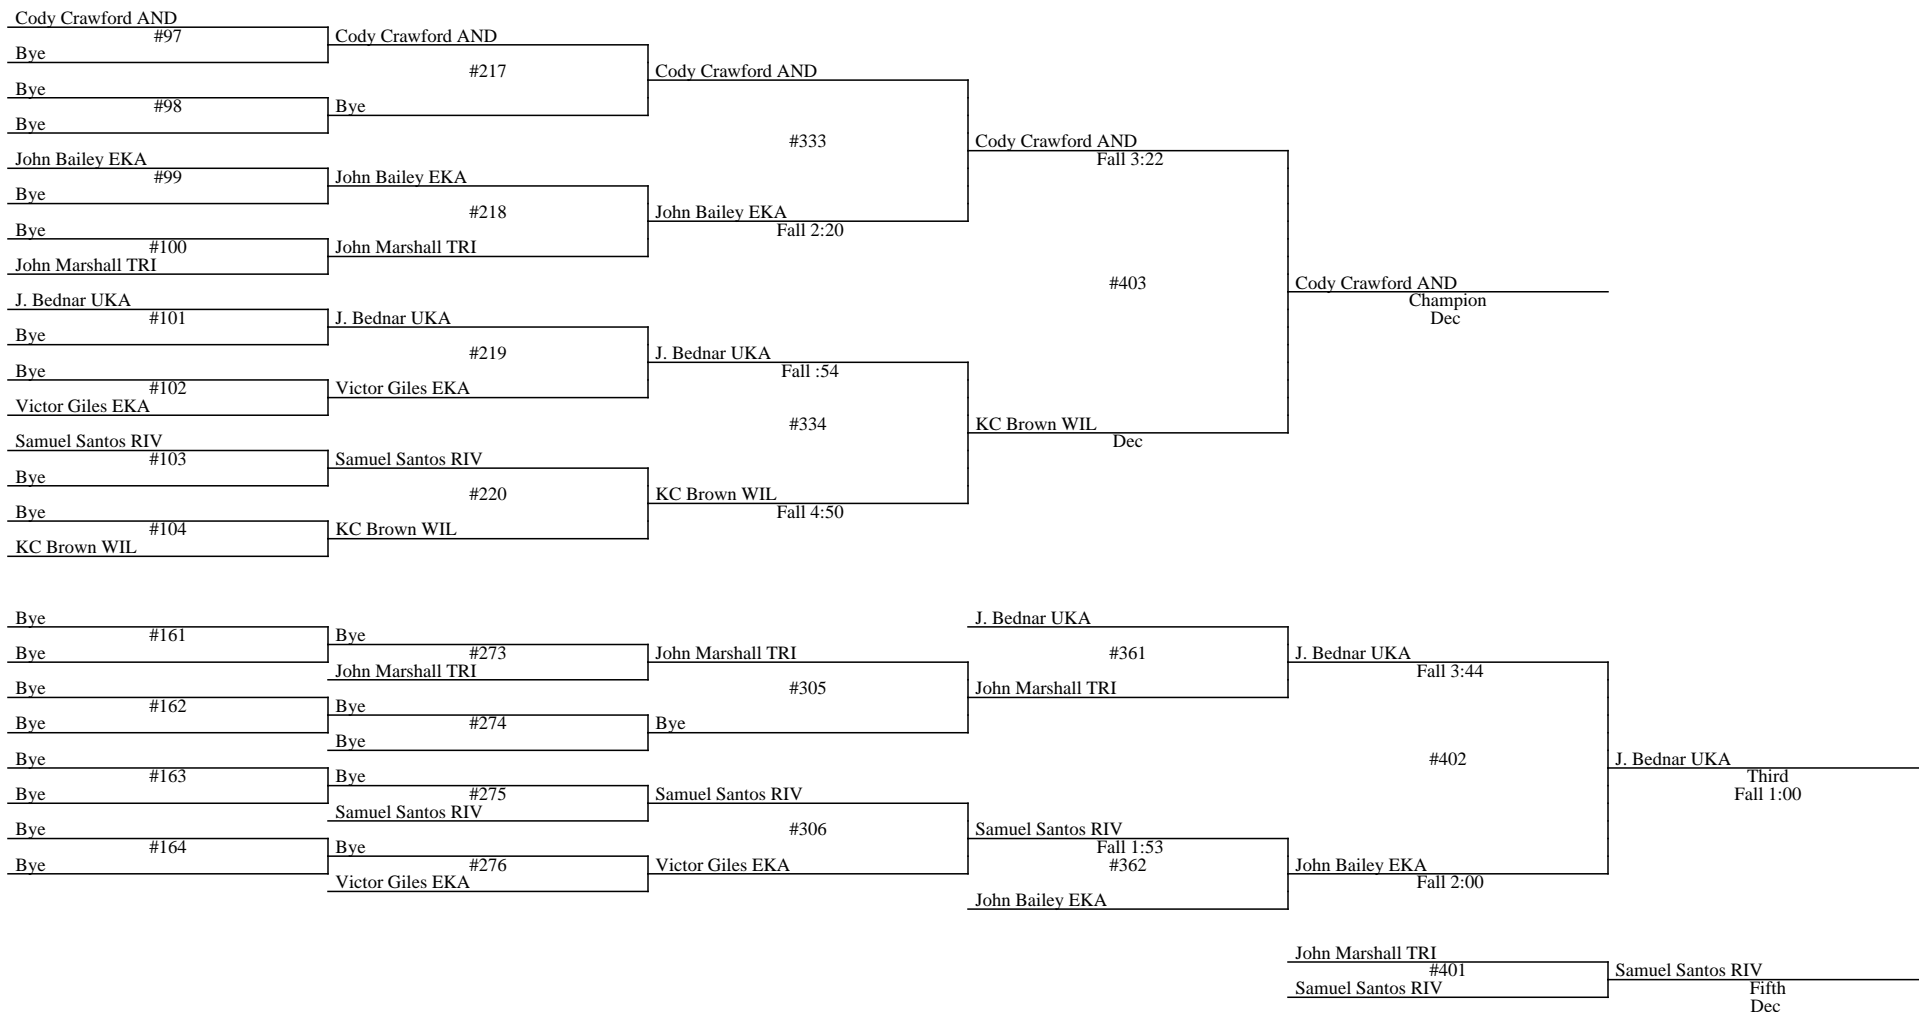 Cody Crawford AND
#97
Bye
Cody Crawford AND
#217
Bye
#98
Bye
Bye
Cody Crawford AND
#333
John Bailey EKA
#99
Bye
John Bailey EKA
#218
Bye
#100
John Marshall TRI
John Marshall TRI
John Bailey EKA
Fall 2:20
Cody Crawford AND
Fall 3:22
#403
J. Bednar UKA
#101
Bye
J. Bednar UKA
#219
Bye
#102
Victor Giles EKA
Victor Giles EKA
J. Bednar UKA
Fall :54
#334
Samuel Santos RIV
#103
Bye
Samuel Santos RIV
#220
Bye
#104
KC Brown WIL
KC Brown WIL
KC Brown WIL
Fall 4:50
KC Brown WIL
Dec
Cody Crawford AND
Champion
Dec
Bye
#161
Bye
Bye
#273
John Marshall TRI
John Marshall TRI
#305
Bye
#162
Bye
Bye
#274
Bye
Bye
J. Bednar UKA
#361
John Marshall TRI
J. Bednar UKA
Fall 3:44
#402
Bye
#163
Bye
Bye
#275
Samuel Santos RIV
Samuel Santos RIV
#306
Bye
#164
Bye
Bye
#276
Victor Giles EKA
Victor Giles EKA
Samuel Santos RIV
Fall 1:53
#362
John Bailey EKA
John Bailey EKA
Fall 2:00
J. Bednar UKA
Third
Fall 1:00
John Marshall TRI
#401
Samuel Santos RIV
Samuel Santos RIV
Fifth
Dec